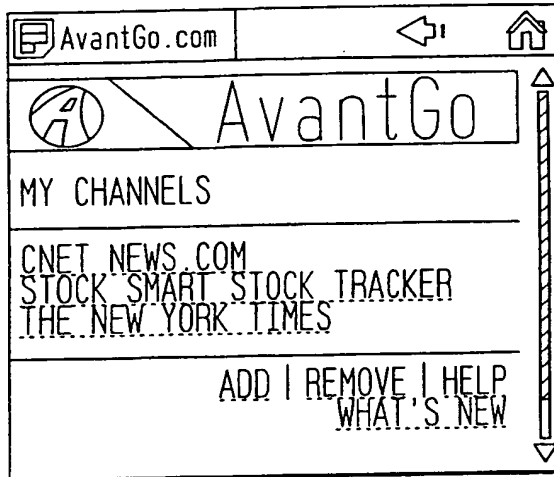 AvantGo.com
AvantGo
MY CHANNELS
CNET NEWS.COM
STOCK SMART STOCK TRACKER
THE NEW YORK TIMES
ADD | REMOVE | HELP
WHAT'S NEW